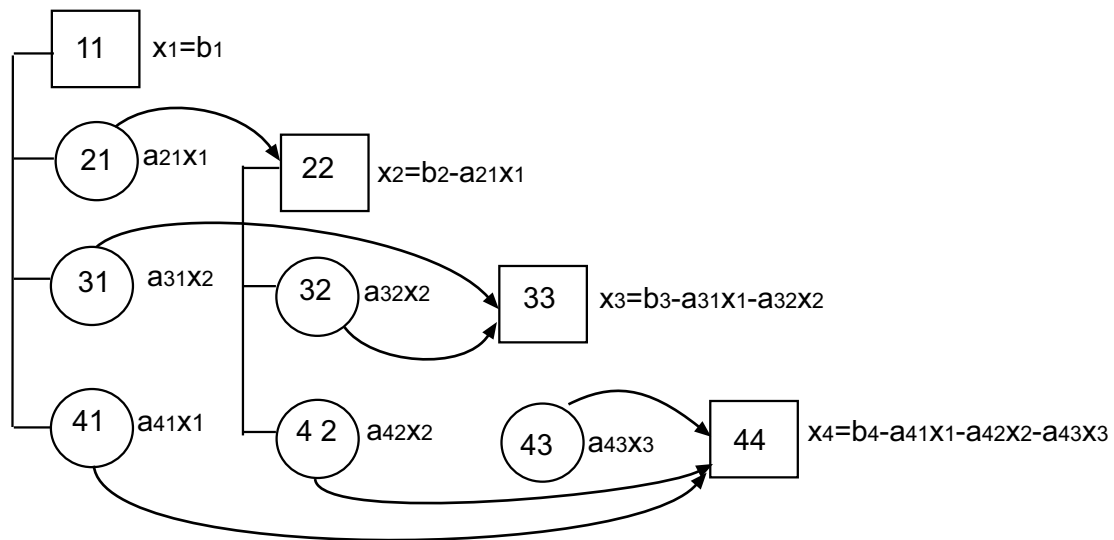 11 x1=b1
21 a21x1
22 x2=b2-a21x1
31 a31x2
32 a32x2
33 x3=b3-a31x1-a32x2
41 a41x1
4 2 a42x2
43 a43x3
44 x4=b4-a41x1-a42x2-a43x3